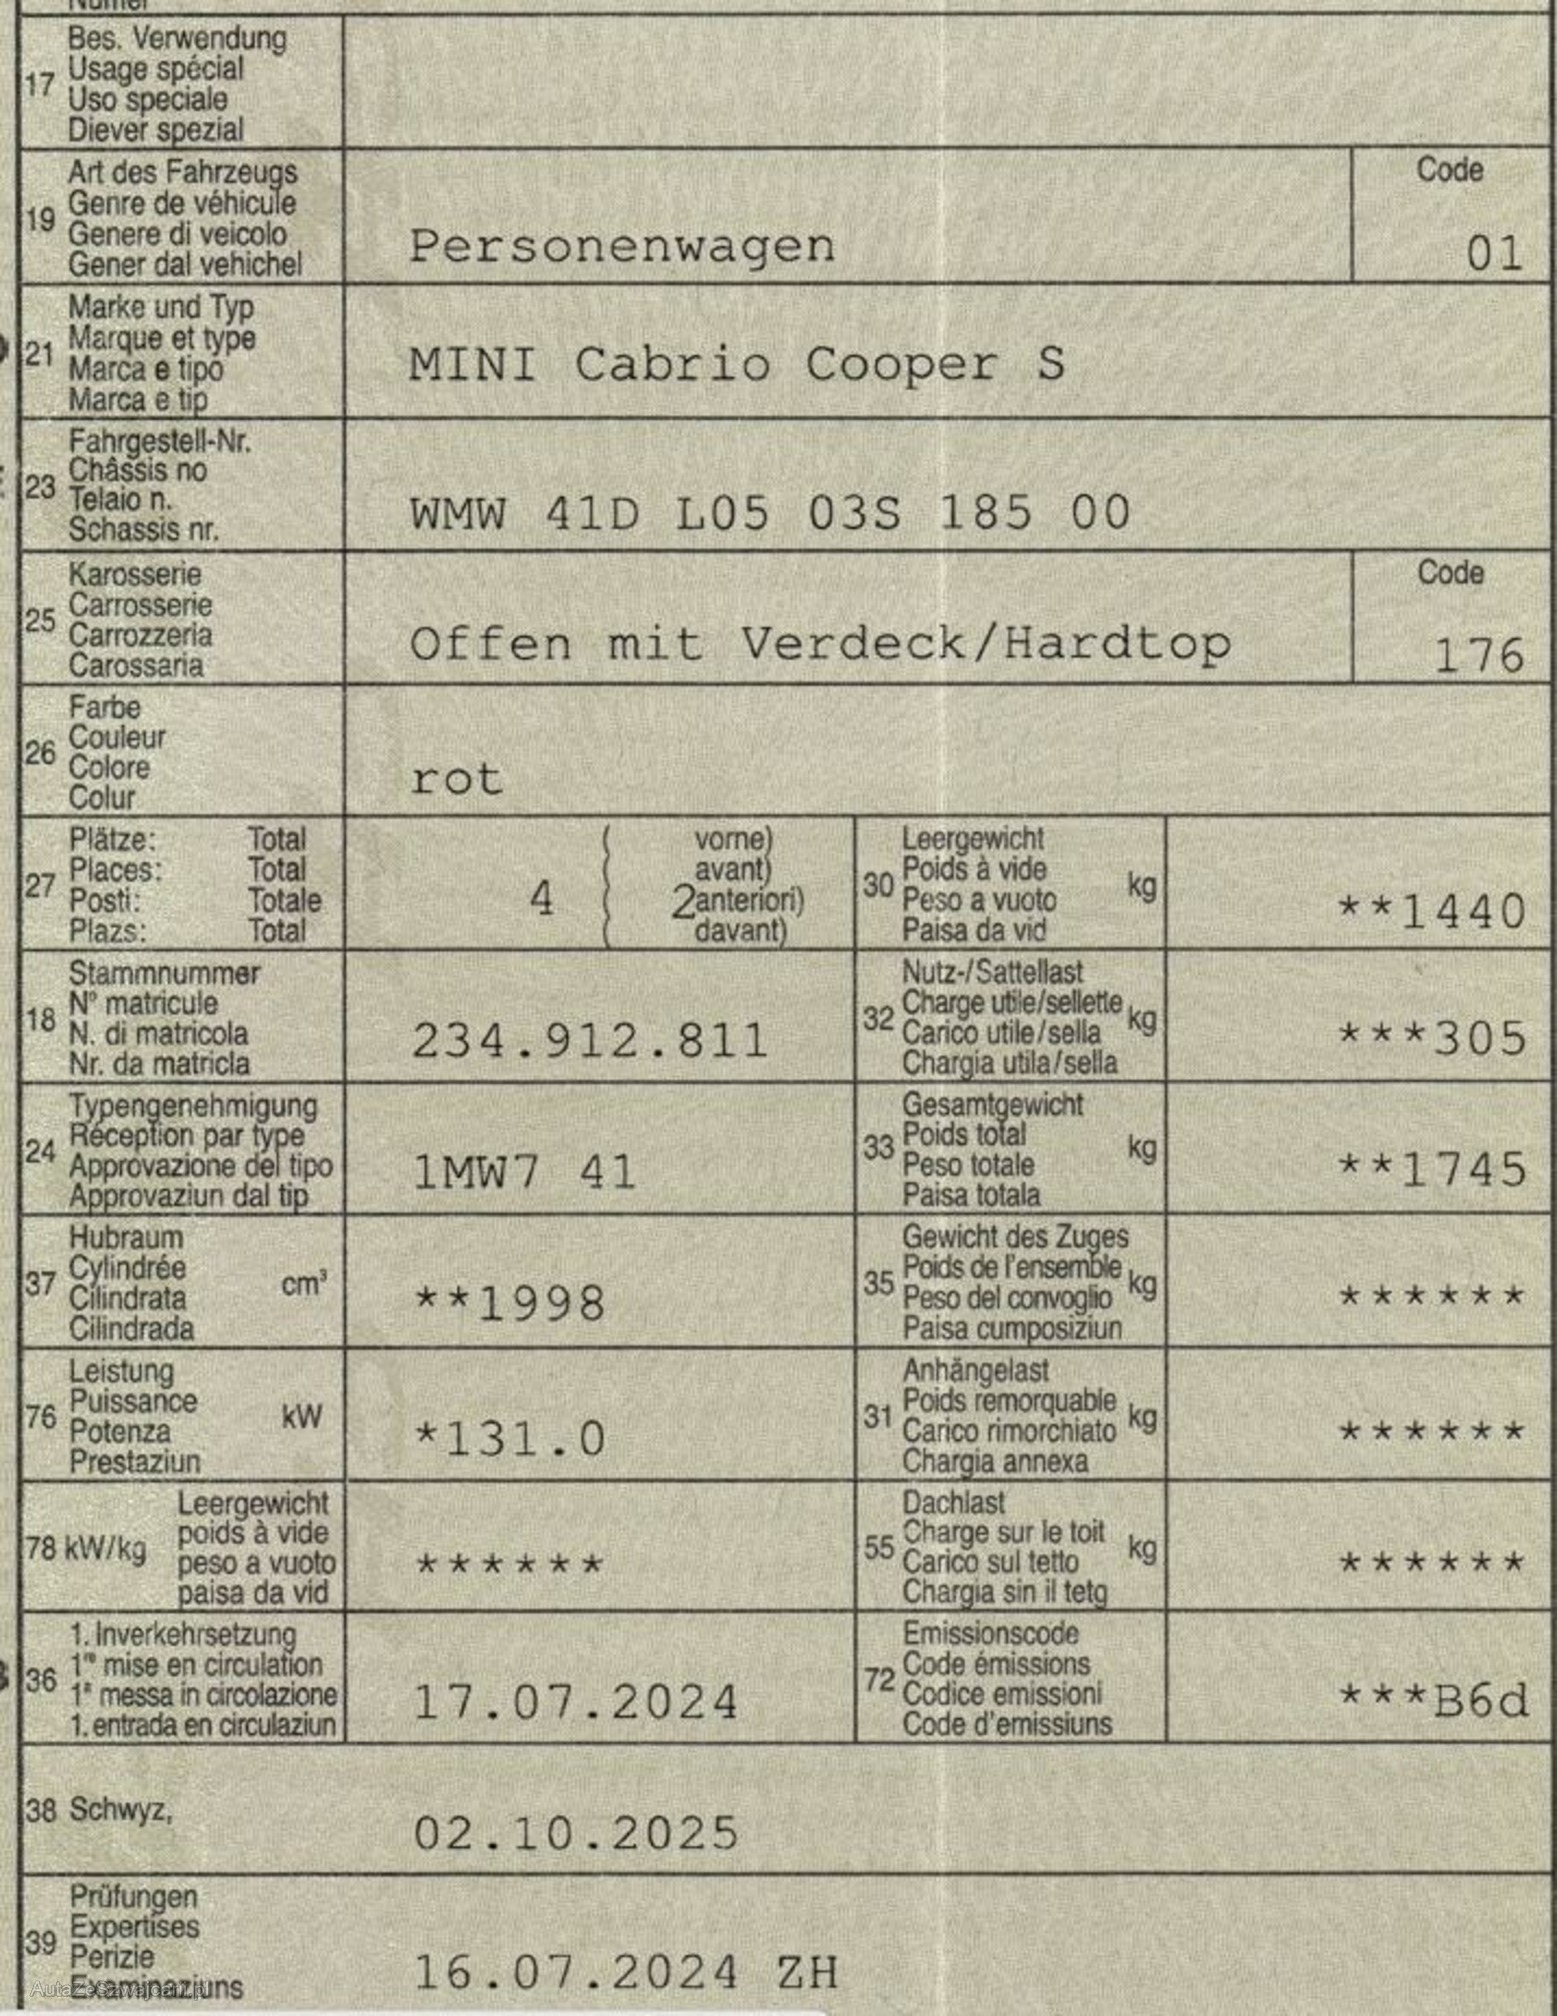 Numer
17 Bes. Verwendung
Usage spécial
Uso speciale
Diever spezial
19 Art des Fahrzeugs
Genre de véhicule
Genere di veicolo
Gener dal vehichel
Personenwagen
Code
01
21 Marke und Typ
Marque et type
Marca e tipo
Marca e tip
MINI Cabrio Cooper S
23 Fahrgestell-Nr.
Châssis no
Telaio n.
Schassis nr.
WMW 41D L05 03S 185 00
25 Karosserie
Carrosserie
Carrozzeria
Carossaria
Offen mit Verdeck/Hardtop
Code
176
26 Farbe
Couleur
Colore
Colur
rot
27 Plätze: Total
Places: Total
Posti: Totale
Plazs: Total
4
( vorne)
( avant)
( 2anteriori)
( davant)
30 Leergewicht
Poids à vide
Peso a vuoto
Paisa da vid
kg
**1440
18 Stammnummer
N° matricule
N. di matricola
Nr. da matricla
234.912.811
32 Nutz-/Sattellast
Charge utile/sellette
Carico utile/sella
Chargia utila/sella
kg
***305
24 Typengenehmigung
Réception par type
Approvazione del tipo
Approvaziun dal tip
1MW7 41
33 Gesamtgewicht
Poids total
Peso totale
Paisa totala
kg
**1745
37 Hubraum
Cylindrée
Cilindrata
Cilindrada
cm³
**1998
35 Gewicht des Zuges
Poids de l'ensemble
Peso del convoglio
Paisa cumposiziun
kg
******
76 Leistung
Puissance
Potenza
Prestaziun
kW
*131.0
31 Anhängelast
Poids remorquable
Carico rimorchiato
Chargia annexa
kg
******
78 kW/kg
Leergewicht
poids à vide
peso a vuoto
paisa da vid
******
55 Dachlast
Charge sur le toit
Carico sul tetto
Chargia sin il tetg
kg
******
36 1. Inverkehrsetzung
1re mise en circulation
1a messa in circolazione
1. entrada en circulaziun
17.07.2024
72 Emissionscode
Code émissions
Codice emissioni
Code d'emissiuns
***B6d
38 Schwyz,
02.10.2025
39 Prüfungen
Expertises
Perizie
Examinaziuns
16.07.2024 ZH
AutaZeSzwajcarii.pl